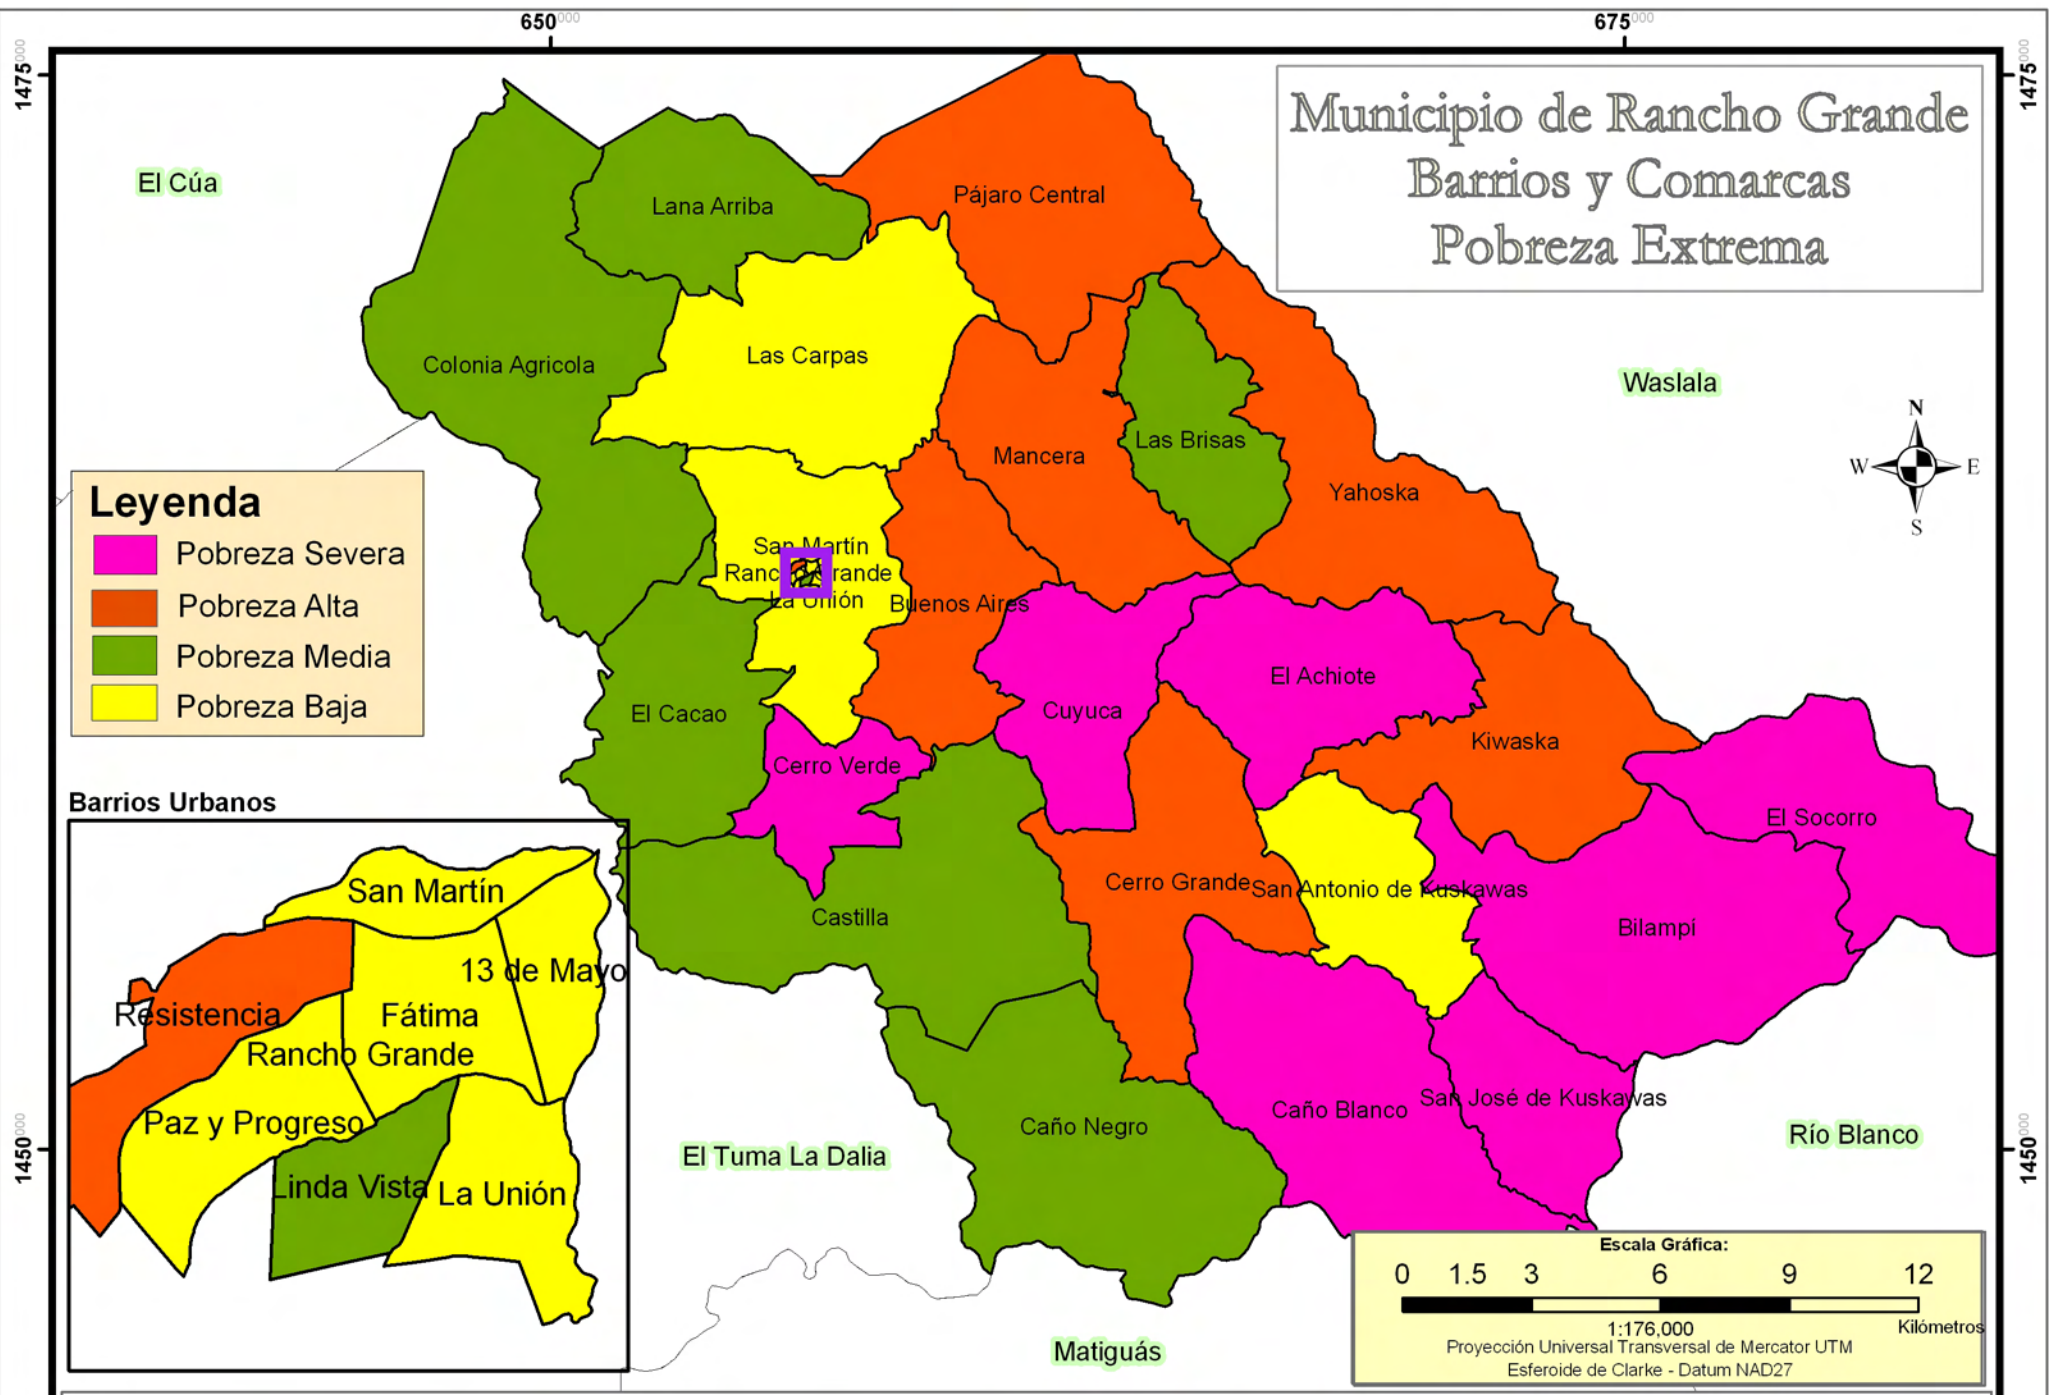 650000
675000
1475000
1475000
Municipio de Rancho Grande
Barrios y Comarcas
Pobreza Extrema
El Cúa
Lana Arriba
Pájaro Central
Colonia Agricola
Las Carpas
Waslala
N
W
E
S
Mancera
Las Brisas
Yahoska
Leyenda
Pobreza Severa
Pobreza Alta
Pobreza Media
Pobreza Baja
San Martín
Rancho Grande
La Unión
Buenos Aires
El Achiote
El Cacao
Cuyuca
Kiwaska
Cerro Verde
El Socorro
Cerro Grande
San Antonio de Kuskawas
Castilla
Bilampí
Caño Blanco
San José de Kuskawas
Caño Negro
Río Blanco
El Tuma La Dalia
Matiguás
Barrios Urbanos
San Martín
13 de Mayo
Resistencia
Fátima
Rancho Grande
Paz y Progreso
Linda Vista
La Unión
1450000
1450000
Escala Gráfica:
0 1.5 3 6 9 12
1:176,000
Kilómetros
Proyección Universal Transversal de Mercator UTM
Esferoide de Clarke - Datum NAD27